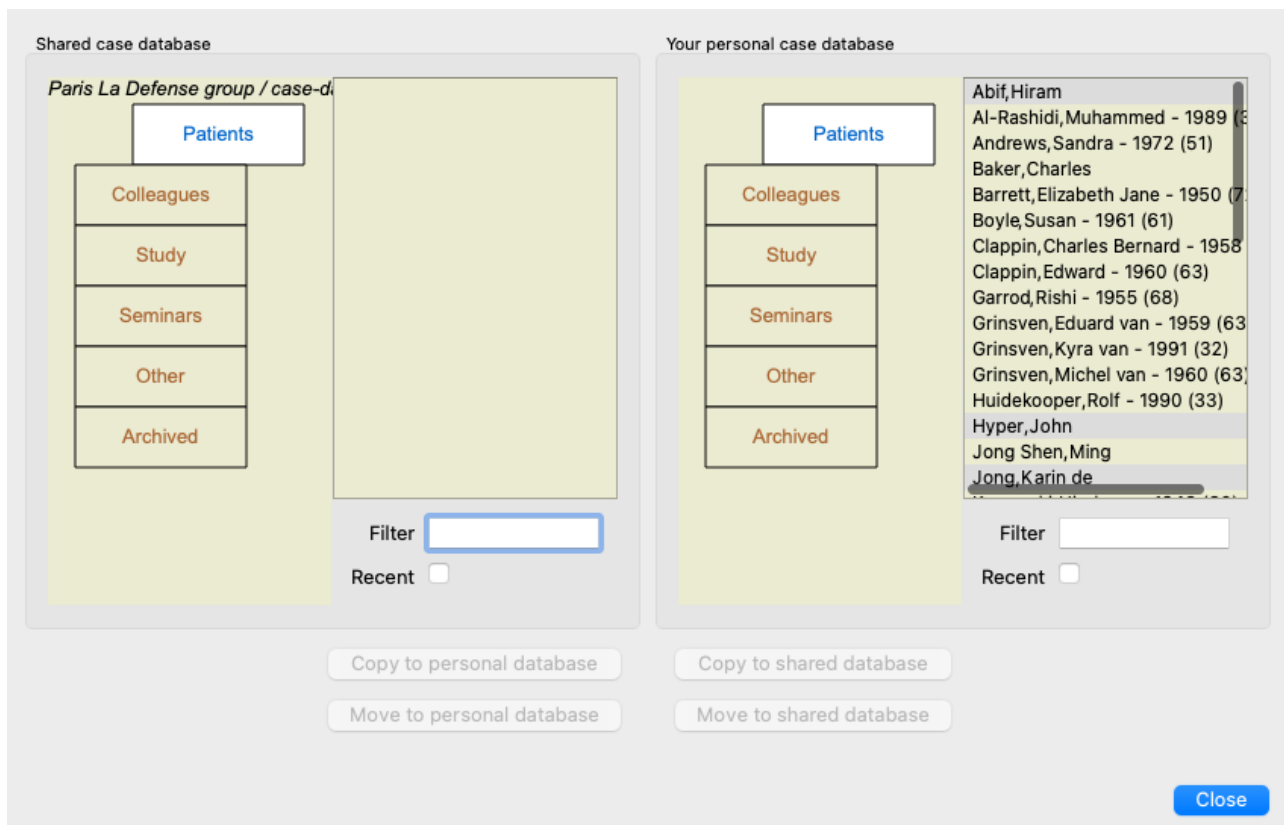 Shared case database
Paris La Defense group / case-d
Patients
Colleagues
Study
Seminars
Other
Archived
Filter
Recent
Your personal case database
Patients
Colleagues
Study
Seminars
Other
Archived
Abif,Hiram
Al-Rashidi,Muhammed - 1989 (3
Andrews,Sandra - 1972 (51)
Baker,Charles
Barrett,Elizabeth Jane - 1950 (7
Boyle,Susan - 1961 (61)
Clappin,Charles Bernard - 1958
Clappin,Edward - 1960 (63)
Garrod,Rishi - 1955 (68)
Grinsven,Eduard van - 1959 (63
Grinsven,Kyra van - 1991 (32)
Grinsven,Michel van - 1960 (63)
Huidekooper,Rolf - 1990 (33)
Hyper,John
Jong Shen,Ming
Jong,Karin de
Filter
Recent
Copy to personal database
Copy to shared database
Move to personal database
Move to shared database
Close